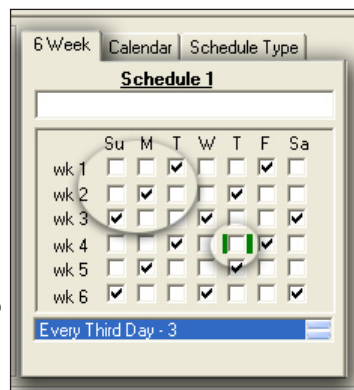 6 Week Calendar Schedule Type
Schedule 1
Su M T W T F Sa
wk 1
wk 2
wk 3
wk 4
wk 5
wk 6
Every Third Day - 3